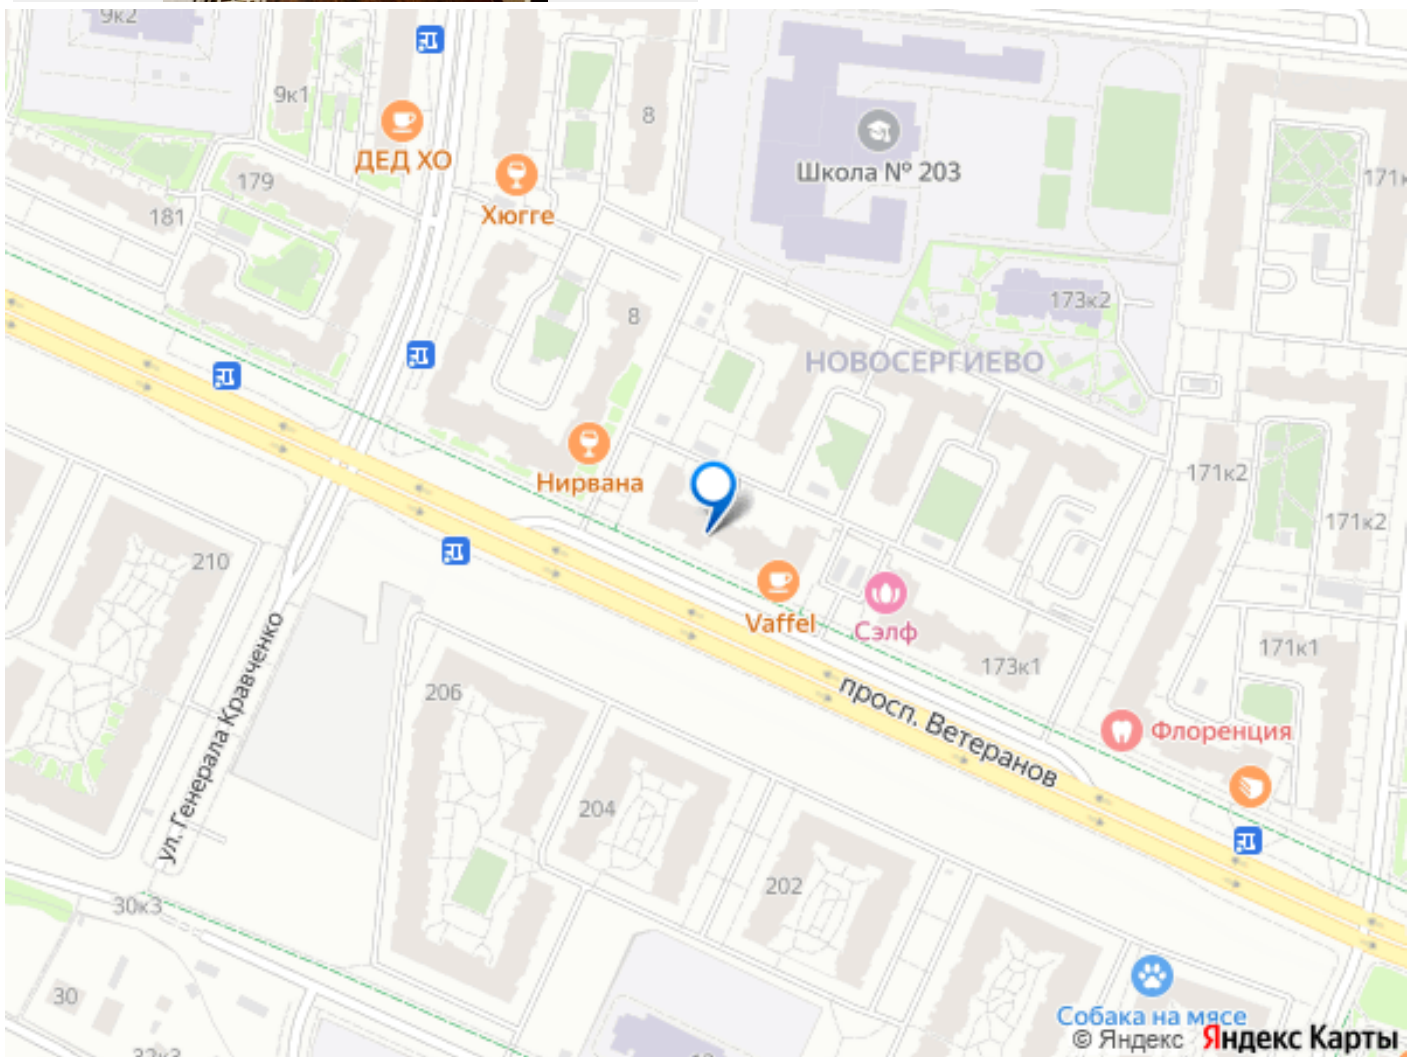 9к2
9к1
8
ДЕД ХО
Школа № 203
171к
179
181
Хюгге
173к2
8
НОВОСЕРГИЕВО
Нирвана
171к2
171к2
210
Vaffel
Сэлф
171к1
173к1
ул. Генерала Кравченко
206
просп. Ветеранов
Флоренция
204
202
30к3
30
Собака на мясе
© Яндекс Яндекс Карты